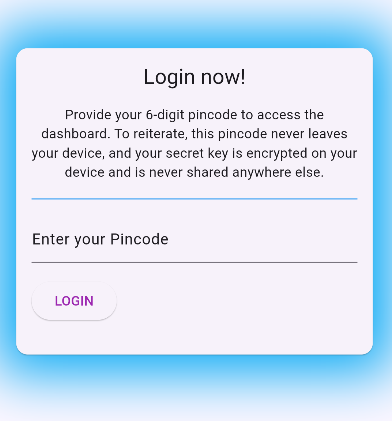 Login now!
Provide your 6-digit pincode to access the
dashboard. To reiterate, this pincode never leaves
your device, and your secret key is encrypted on your
device and is never shared anywhere else.
Enter your Pincode
LOGIN